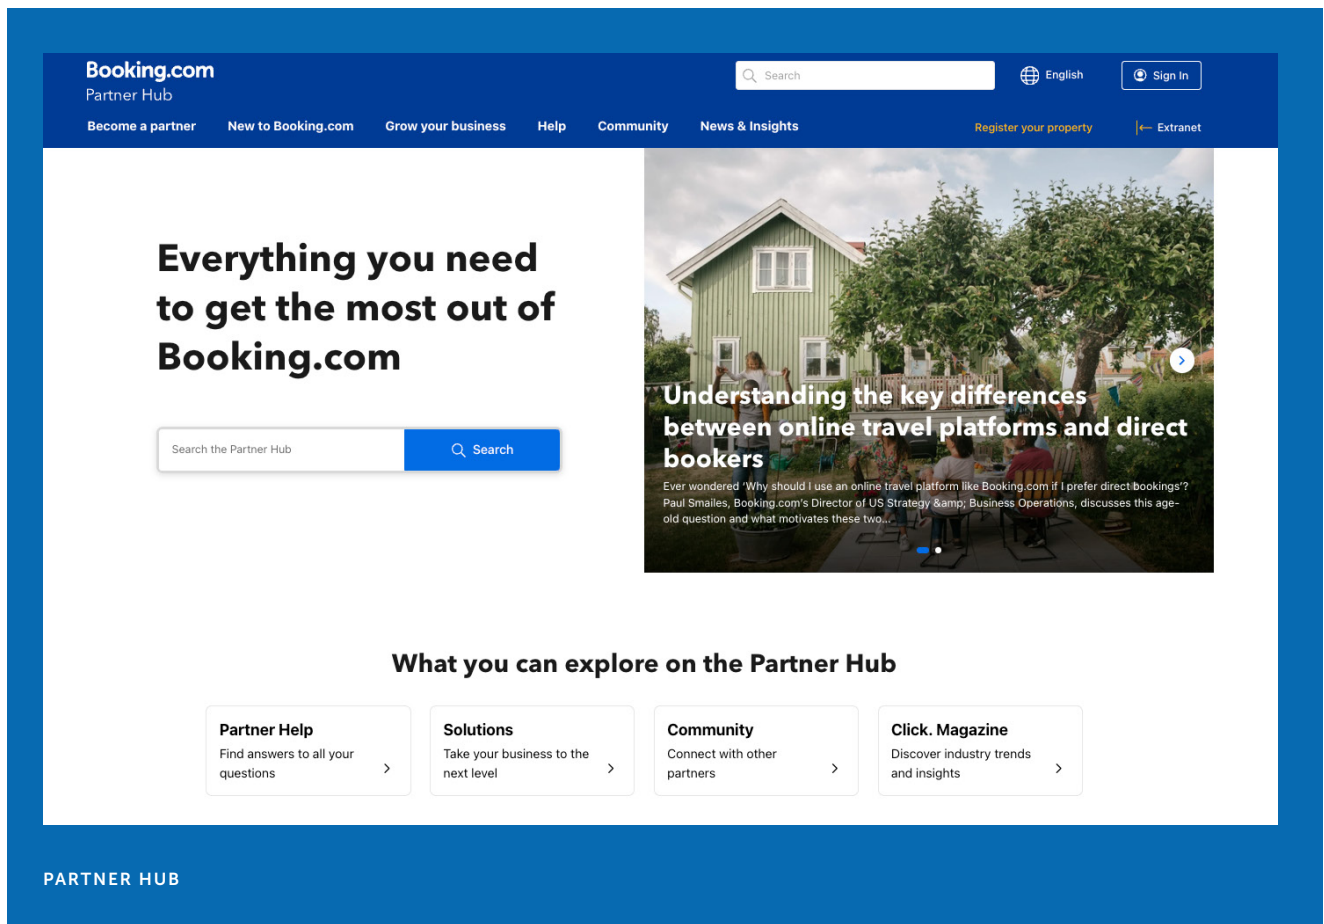 Booking.com
Partner Hub
Search
English
Sign In
Become a partner
New to Booking.com
Grow your business
Help
Community
News & Insights
Register your property
Extranet
Everything you need
to get the most out of
Booking.com
Search the Partner Hub
Search
Understanding the key differences
between online travel platforms and direct
bookers
Ever wondered ‘Why should I use an online travel platform like Booking.com if I prefer direct bookings’?
Paul Smailes, Booking.com’s Director of US Strategy &amp; Business Operations, discusses this age-
old question and what motivates these two...
What you can explore on the Partner Hub
Partner Help
Find answers to all your
questions
Solutions
Take your business to the
next level
Community
Connect with other
partners
Click. Magazine
Discover industry trends
and insights
PARTNER HUB